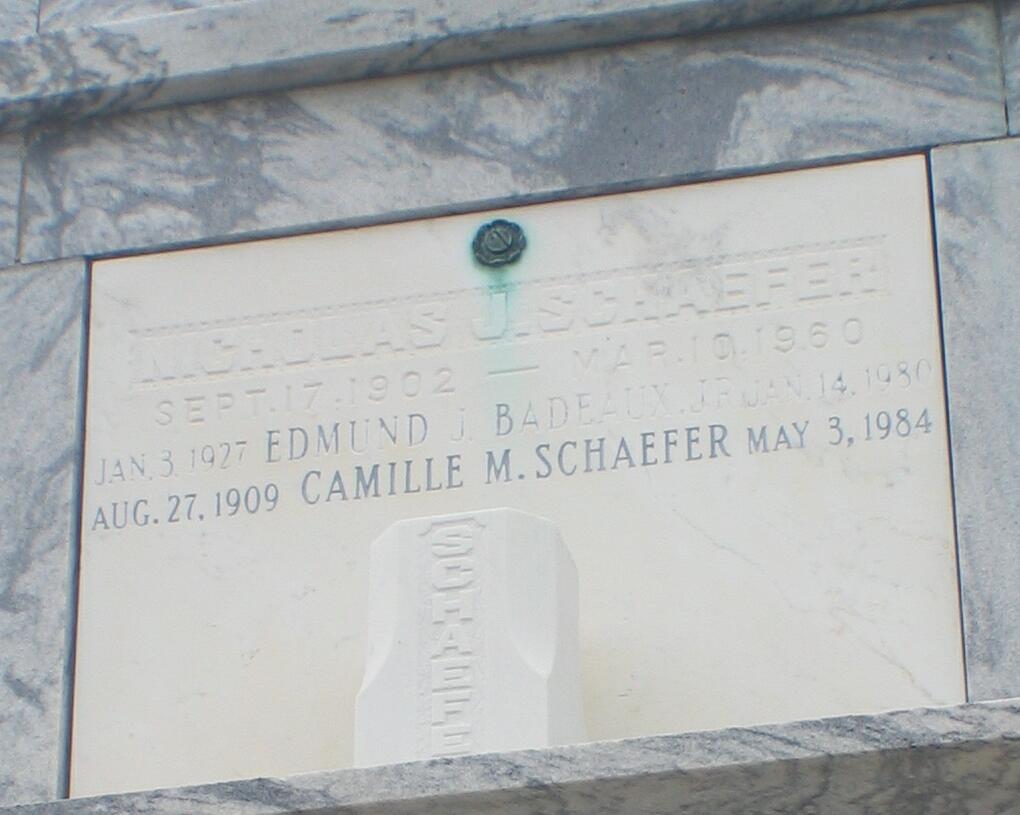 NICHOLAS J. SCHAEFER
SEPT. 17. 1902 — MAR. 10. 1960
JAN. 3. 1927 EDMUND J. BADEAUX. JR JAN. 14. 1980
AUG. 27, 1909 CAMILLE M. SCHAEFER MAY 3, 1984
SCHAEFE